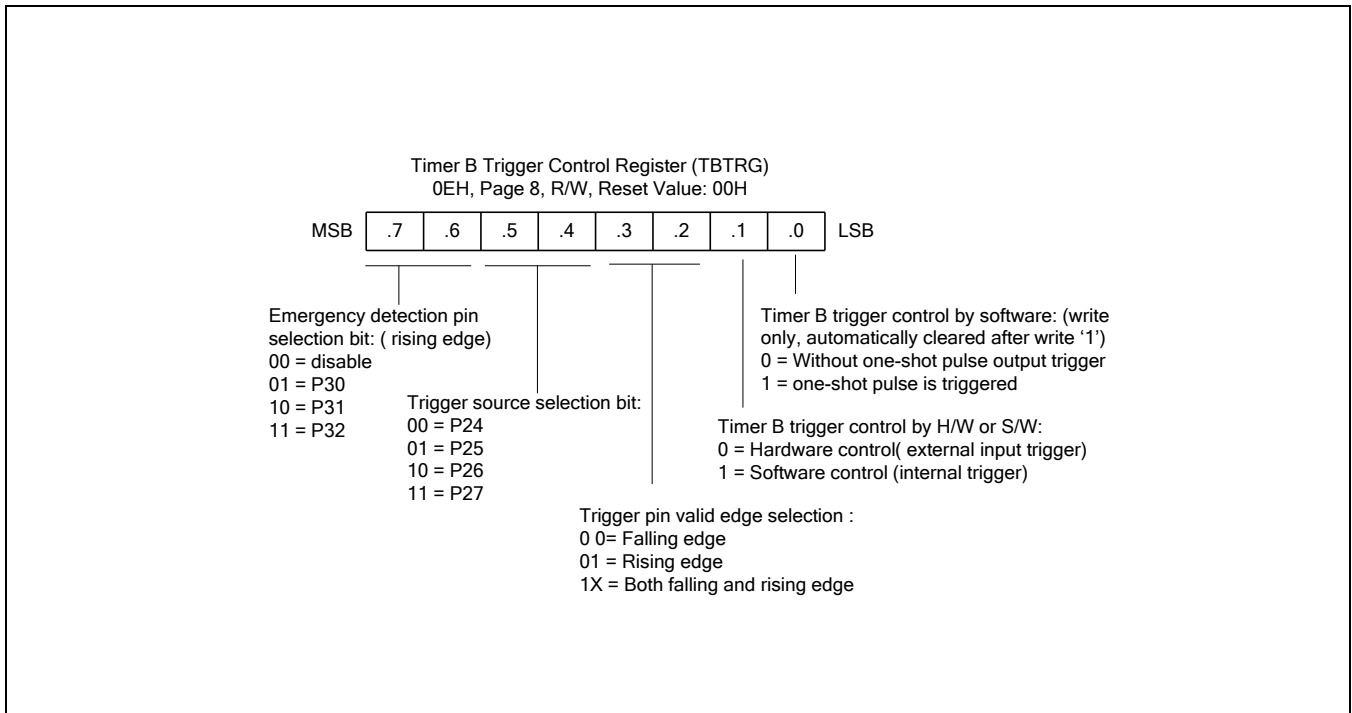 Timer B Trigger Control Register (TBTRG)
0EH, Page 8, R/W, Reset Value: 00H
MSB .7 .6 .5 .4 .3 .2 .1 .0 LSB
Emergency detection pin
selection bit: ( rising edge)
00 = disable
01 = P30
10 = P31
11 = P32
Trigger source selection bit:
00 = P24
01 = P25
10 = P26
11 = P27
Trigger pin valid edge selection :
0 0= Falling edge
01 = Rising edge
1X = Both falling and rising edge
Timer B trigger control by H/W or S/W:
0 = Hardware control( external input trigger)
1 = Software control (internal trigger)
Timer B trigger control by software: (write
only, automatically cleared after write ‘1’)
0 = Without one-shot pulse output trigger
1 = one-shot pulse is triggered